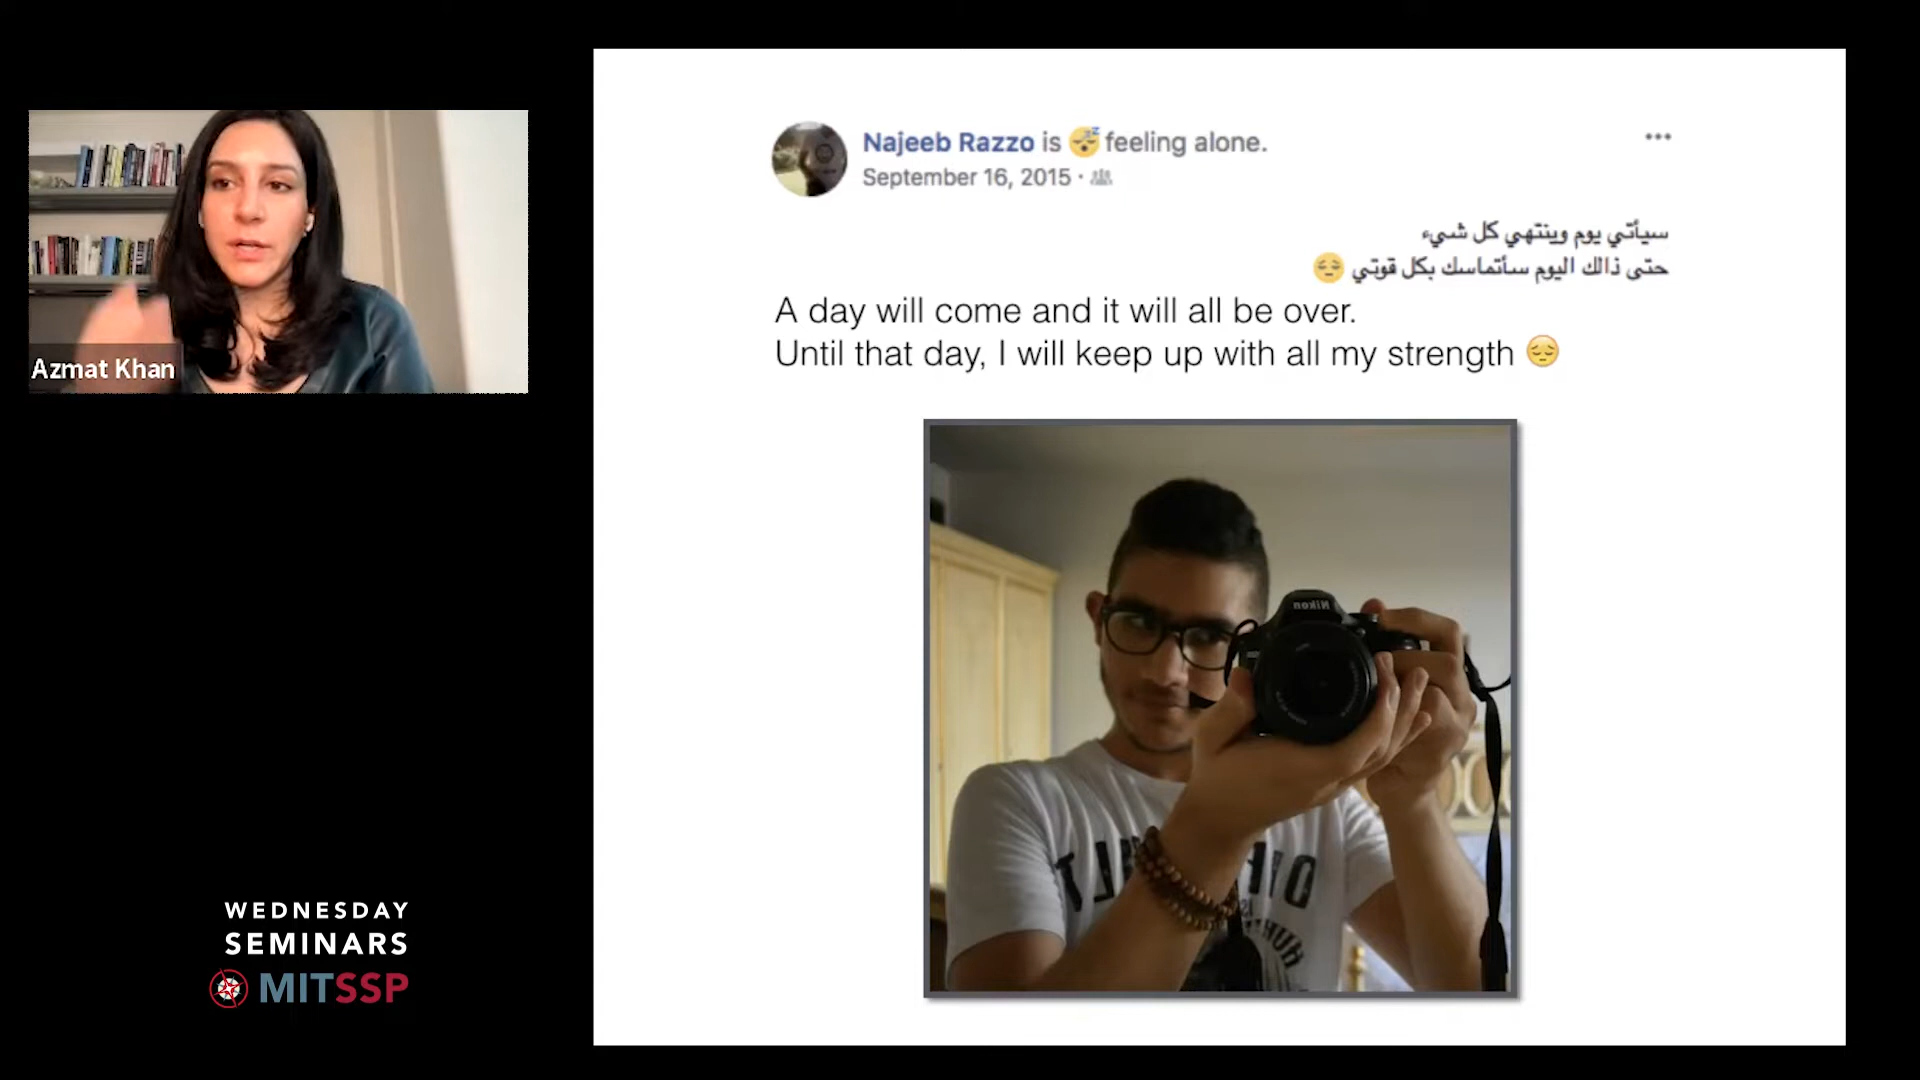 Azmat Khan
WEDNESDAY
SEMINARS
MITSSP
Najeeb Razzo is 😴 feeling alone.
September 16, 2015 ·
سيأتي يوم وينتهي كل شيء
حتى ذالك اليوم سأتماسك بكل قوتي 😔
A day will come and it will all be over.
Until that day, I will keep up with all my strength 😔
Nikon